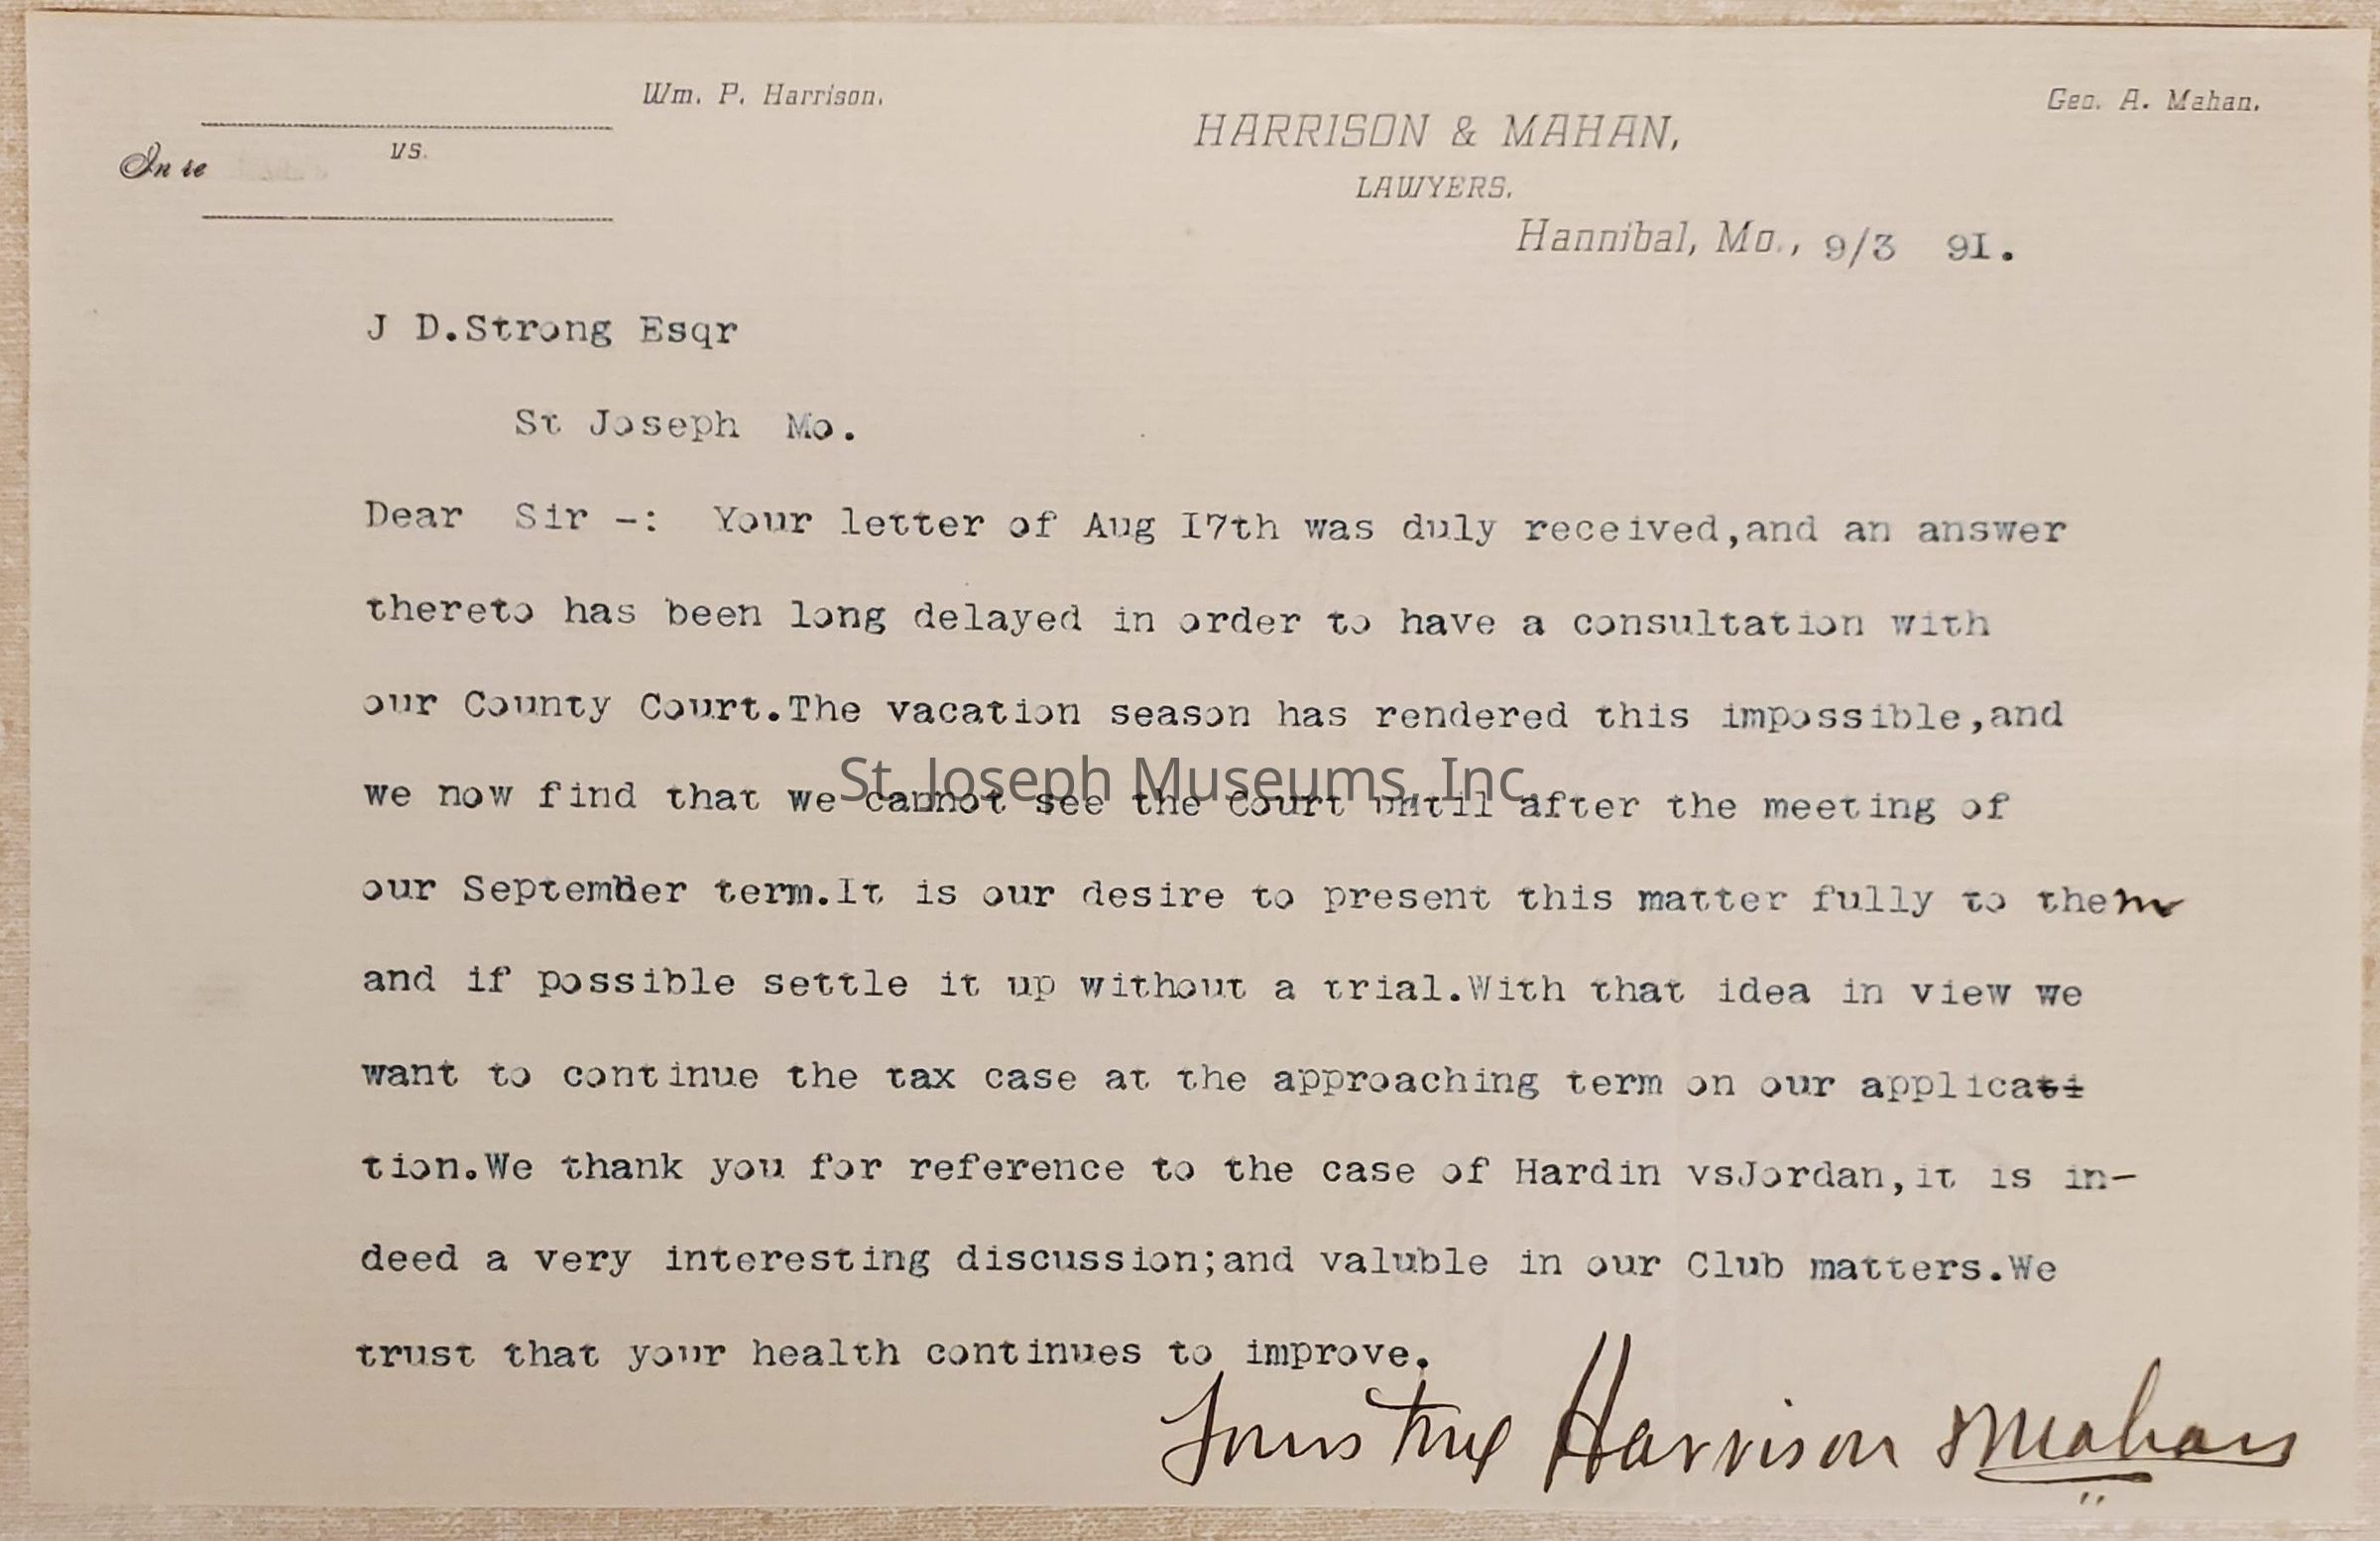 Wm. P. Harrison.
Geo. A. Mahan.
HARRISON & MAHAN,
LAWYERS.
In re
vs.
Hannibal, Mo., 9/3 9I.
J D.Strong Esqr
St Joseph Mo.
Dear Sir -: Your letter of Aug I7th was duly received,and an answer
thereto has been long delayed in order to have a consultation with
our County Court.The vacation season has rendered this impossible,and
St. Joseph Museums, Inc.
we now find that we cannot see the Court until after the meeting of
our September term.It is our desire to present this matter fully to them
and if possible settle it up without a trial.With that idea in view we
want to continue the tax case at the approaching term on our applicati
tion.We thank you for reference to the case of Hardin vsJordan,it is in-
deed a very interesting discussion;and valuble in our Club matters.We
trust that your health continues to improve.
Yours truly Harrison & Mahan